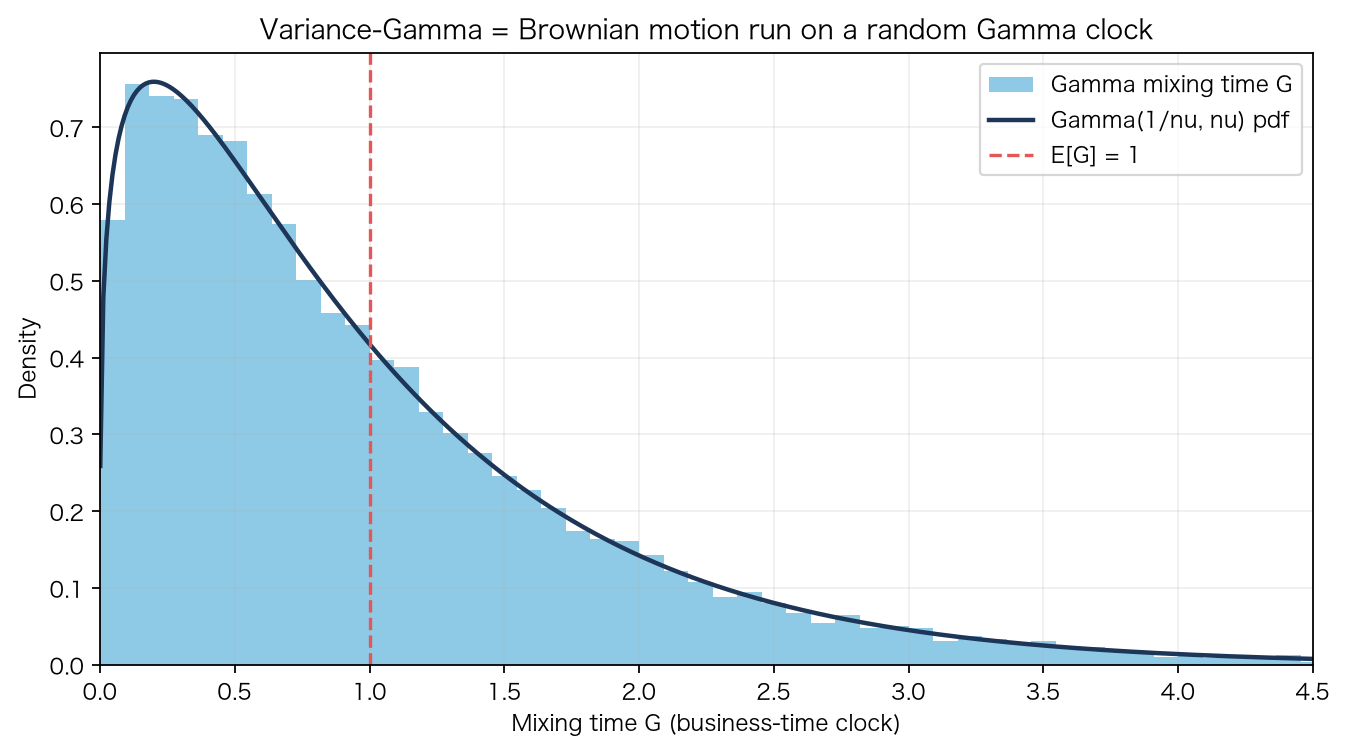 Variance-Gamma = Brownian motion run on a random Gamma clock
Gamma mixing time G
Gamma(1/nu, nu) pdf
E[G] = 1
Density
0.7
0.6
0.5
0.4
0.3
0.2
0.1
0.0
0.0 0.5 1.0 1.5 2.0 2.5 3.0 3.5 4.0 4.5
Mixing time G (business-time clock)